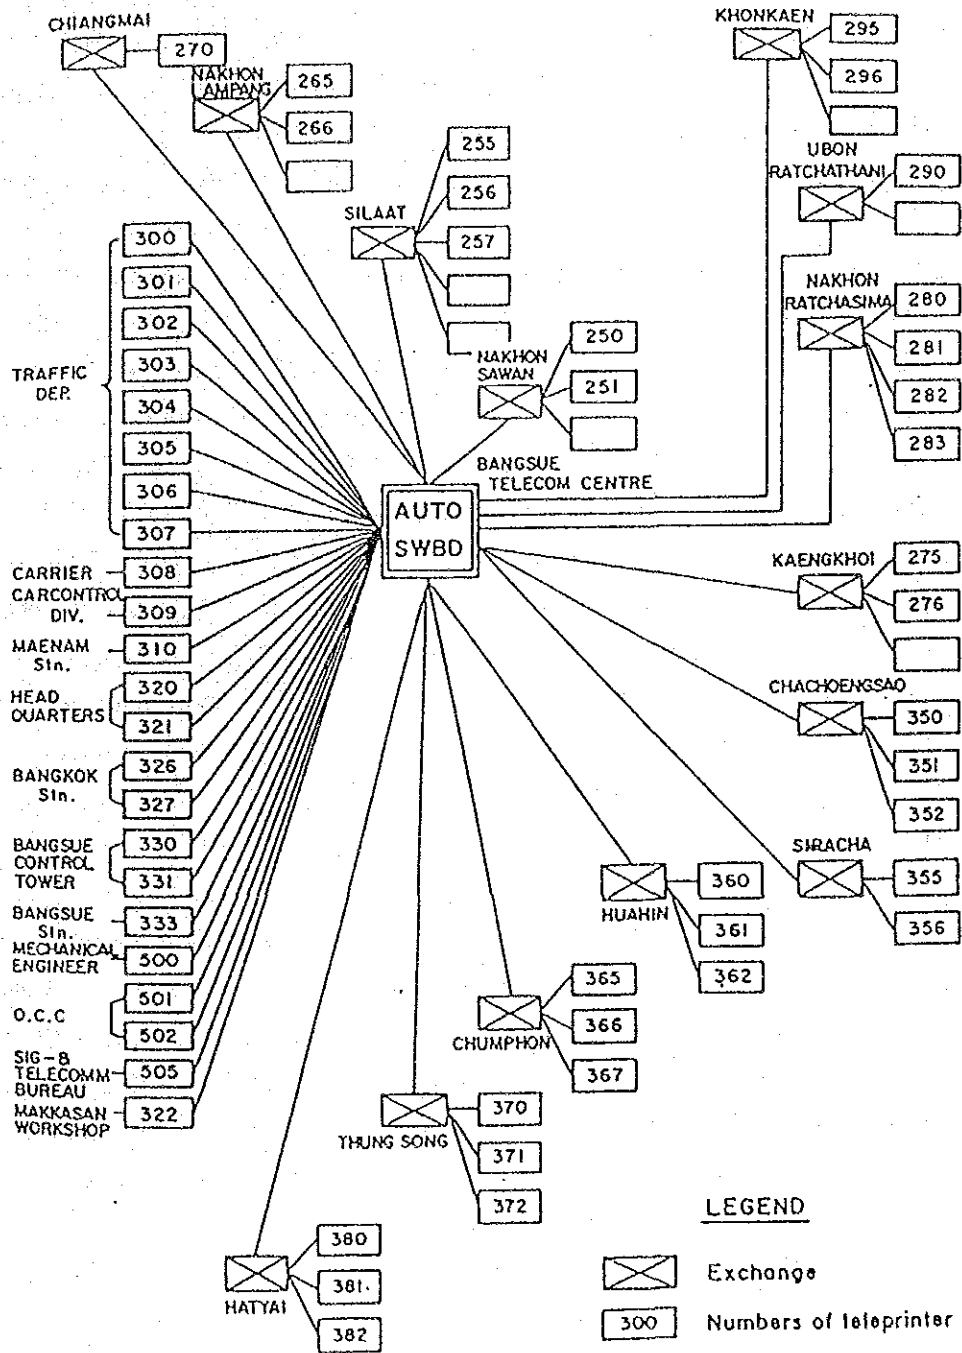 CHIANGMAI
270
NAKHON
LAMPANG
265
266
SILAAT
255
256
257
NAKHON
SAWAN
250
251
KHONKAEN
295
296
UBON
RATCHATHANI
290
NAKHON
RATCHASIMA
280
281
282
283
BANGSUE
TELECOM CENTRE
AUTO
SWBD
TRAFFIC
DEP.
300
301
302
303
304
305
306
307
CARRIER
308
CARCONTROL
DIV.
309
MAENAM
Stn.
310
HEAD
QUARTERS
320
321
BANGKOK
Stn.
326
327
BANGSUE
CONTROL
TOWER
330
331
BANGSUE
Stn.
333
MECHANICAL
ENGINEER
500
O.C.C
501
502
SIG-8
TELECOMM
BUREAU
505
MAKKASAN
WORKSHOP
322
KAENGKHOI
275
276
CHACHOENGSAO
350
351
352
SIRACHA
355
356
HUAHIN
360
361
362
CHUMPHON
365
366
367
THUNG SONG
370
371
372
HATYAI
380
381
382
LEGEND
Exchange
300
Numbers of teleprinter